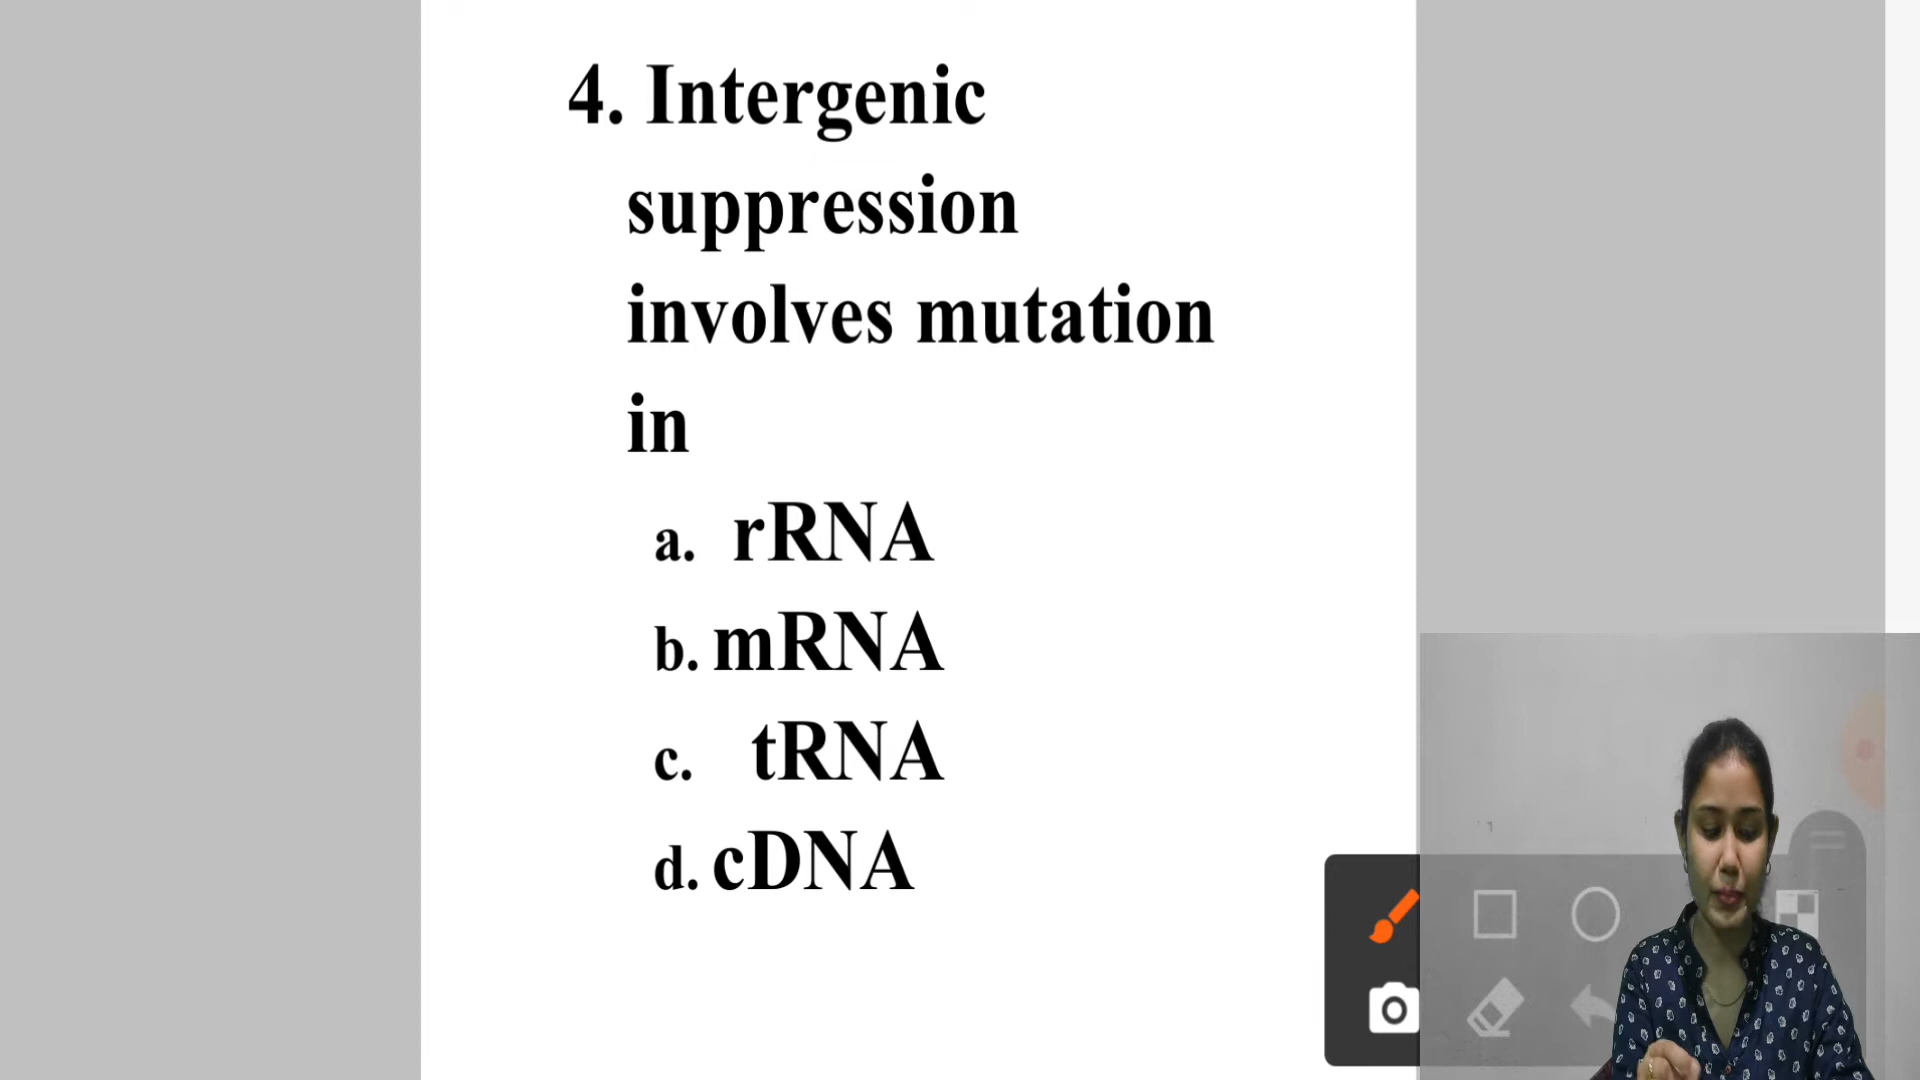 4. Intergenic
suppression
involves mutation
in
a. rRNA
b. mRNA
c. tRNA
d. cDNA